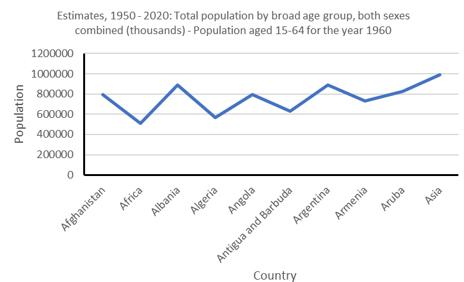 Estimates, 1950 - 2020: Total population by broad age group, both sexes
combined (thousands) - Population aged 15-64 for the year 1960
1200000
1000000
800000
600000
400000
200000
0
Population
Afghanistan
Africa
Albania
Algeria
Angola
Antigua and Barbuda
Argentina
Armenia
Aruba
Asia
Country